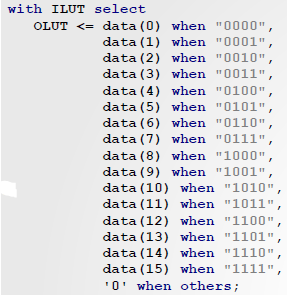 with ILUT select
OLUT <= data(0) when "0000",
data(1) when "0001",
data(2) when "0010",
data(3) when "0011",
data(4) when "0100",
data(5) when "0101",
data(6) when "0110",
data(7) when "0111",
data(8) when "1000",
data(9) when "1001",
data(10) when "1010",
data(11) when "1011",
data(12) when "1100",
data(13) when "1101",
data(14) when "1110",
data(15) when "1111",
'0' when others;